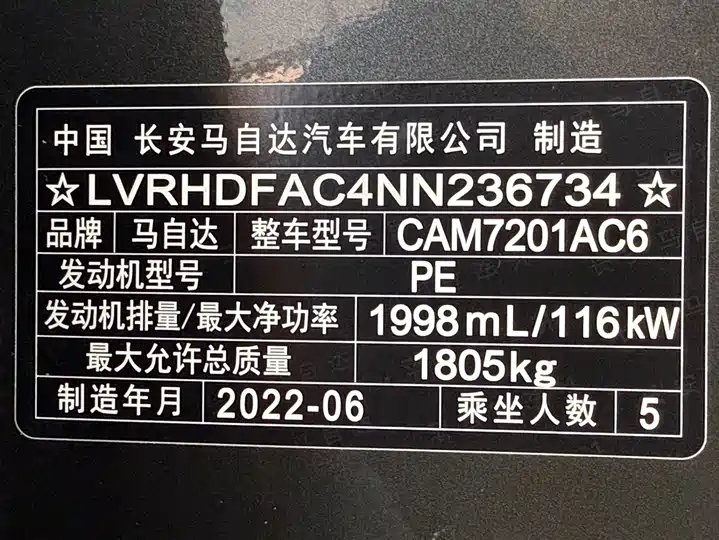 中国 长安马自达汽车有限公司 制造
☆LVRHDFAC4NN236734☆
品牌 马自达 整车型号 CAM7201AC6
发动机型号 PE
发动机排量/最大净功率 1998mL/116kW
最大允许总质量 1805kg
制造年月 2022-06 乘坐人数 5